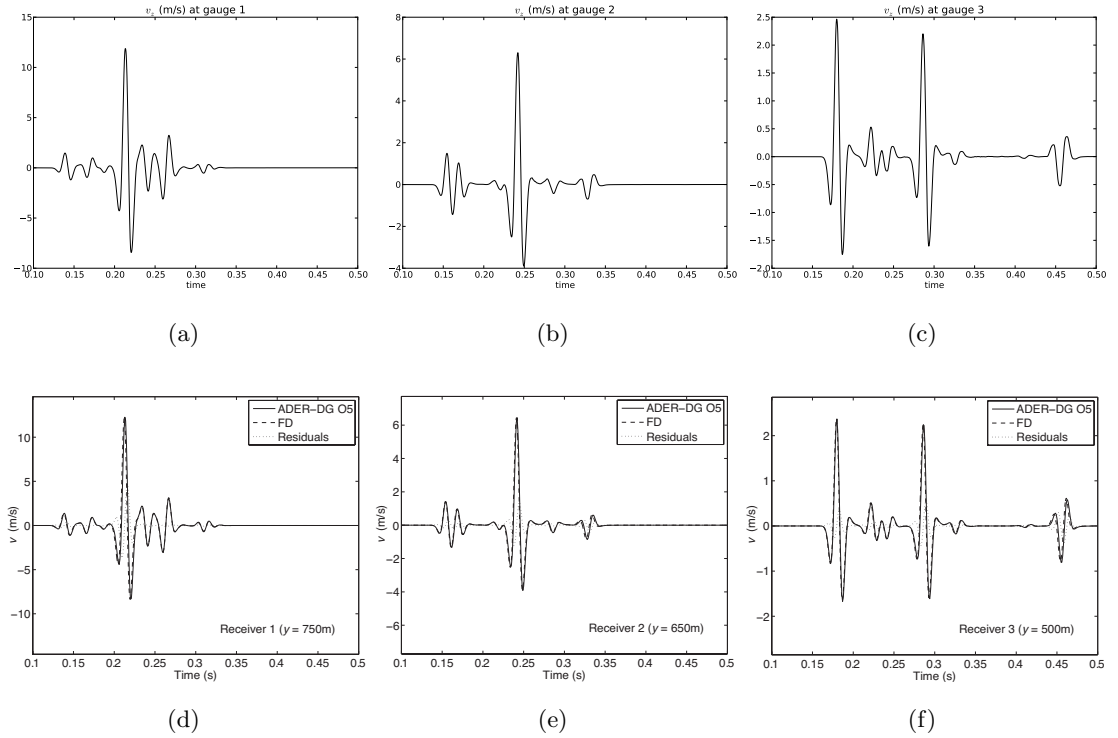 v_z (m/s) at gauge 1
15
10
5
0
−5
−10
0.10 0.15 0.20 0.25 0.30 0.35 0.40 0.45 0.50
time
(a)
v_z (m/s) at gauge 2
8
6
4
2
0
−2
−4
0.10 0.15 0.20 0.25 0.30 0.35 0.40 0.45 0.50
time
(b)
v_z (m/s) at gauge 3
2.5
2.0
1.5
1.0
0.5
0.0
−0.5
−1.0
−1.5
−2.0
0.10 0.15 0.20 0.25 0.30 0.35 0.40 0.45 0.50
time
(c)
ADER−DG O5
FD
Residuals
10
5
0
−5
−10
v (m/s)
Receiver 1 (y = 750m)
0.1 0.15 0.2 0.25 0.3 0.35 0.4 0.45 0.5
Time (s)
(d)
ADER−DG O5
FD
Residuals
6
4
2
0
−2
−4
−6
v (m/s)
Receiver 2 (y = 650m)
0.1 0.15 0.2 0.25 0.3 0.35 0.4 0.45 0.5
Time (s)
(e)
ADER−DG O5
FD
Residuals
2
1
0
−1
−2
v (m/s)
Receiver 3 (y = 500m)
0.1 0.15 0.2 0.25 0.3 0.35 0.4 0.45 0.5
Time (s)
(f)